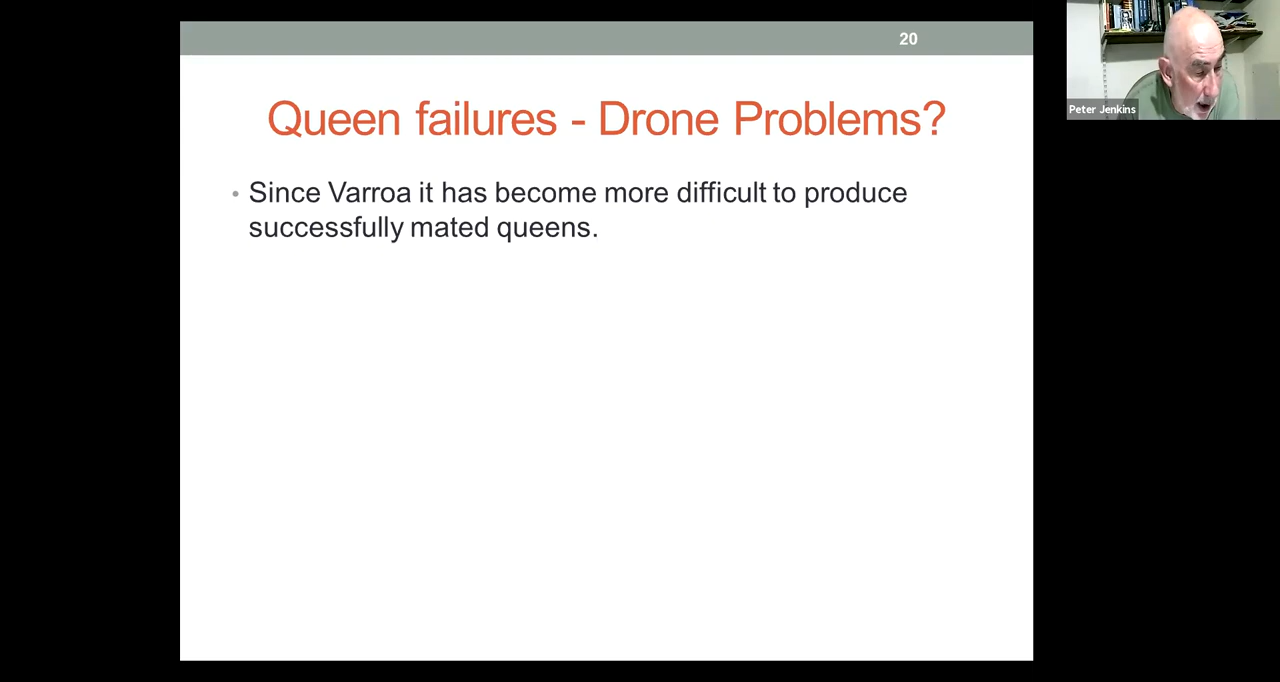 20
Queen failures - Drone Problems?
• Since Varroa it has become more difficult to produce
successfully mated queens.
Peter Jenkins